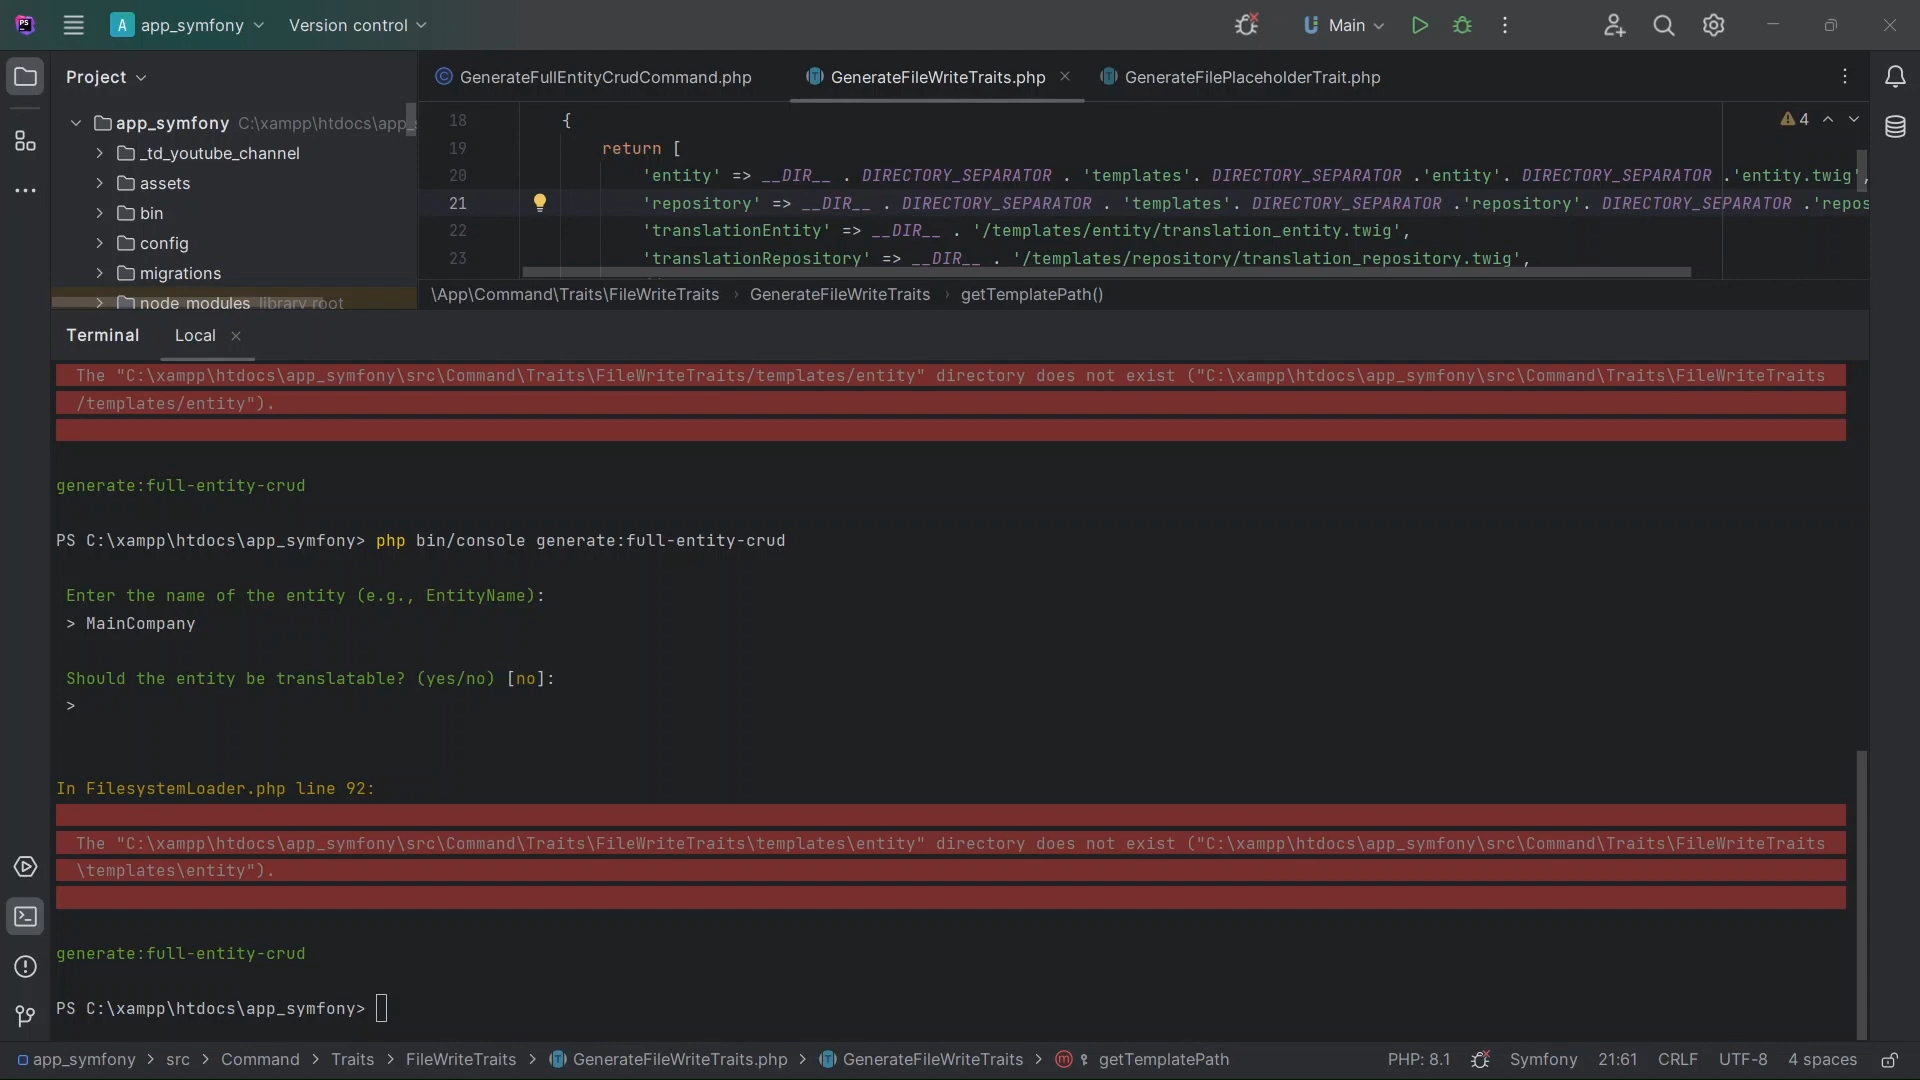 PS
A app_symfony Version control
Main
Project
GenerateFullEntityCrudCommand.php
GenerateFileWriteTraits.php
GenerateFilePlaceholderTrait.php
app_symfony C:\xampp\htdocs\app_s
_td_youtube_channel
assets
bin
config
migrations
node_modules library root
18 {
4
19 return [
20 'entity' => __DIR__ . DIRECTORY_SEPARATOR . 'templates'. DIRECTORY_SEPARATOR .'entity'. DIRECTORY_SEPARATOR .'entity.twig',
21 'repository' => __DIR__ . DIRECTORY_SEPARATOR . 'templates'. DIRECTORY_SEPARATOR .'repository'. DIRECTORY_SEPARATOR .'repos
22 'translationEntity' => __DIR__ . '/templates/entity/translation_entity.twig',
23 'translationRepository' => __DIR__ . '/templates/repository/translation_repository.twig',
\App\Command\Traits\FileWriteTraits > GenerateFileWriteTraits > getTemplatePath()
Terminal Local
The "C:\xampp\htdocs\app_symfony\src\Command\Traits\FileWriteTraits/templates/entity" directory does not exist ("C:\xampp\htdocs\app_symfony\src\Command\Traits\FileWriteTraits
/templates/entity").
generate:full-entity-crud
PS C:\xampp\htdocs\app_symfony> php bin/console generate:full-entity-crud
Enter the name of the entity (e.g., EntityName):
> MainCompany
Should the entity be translatable? (yes/no) [no]:
>
In FilesystemLoader.php line 92:
The "C:\xampp\htdocs\app_symfony\src\Command\Traits\FileWriteTraits\templates\entity" directory does not exist ("C:\xampp\htdocs\app_symfony\src\Command\Traits\FileWriteTraits
\templates\entity").
generate:full-entity-crud
PS C:\xampp\htdocs\app_symfony>
app_symfony > src > Command > Traits > FileWriteTraits > GenerateFileWriteTraits.php > GenerateFileWriteTraits > getTemplatePath
PHP: 8.1 Symfony 21:61 CRLF UTF-8 4 spaces